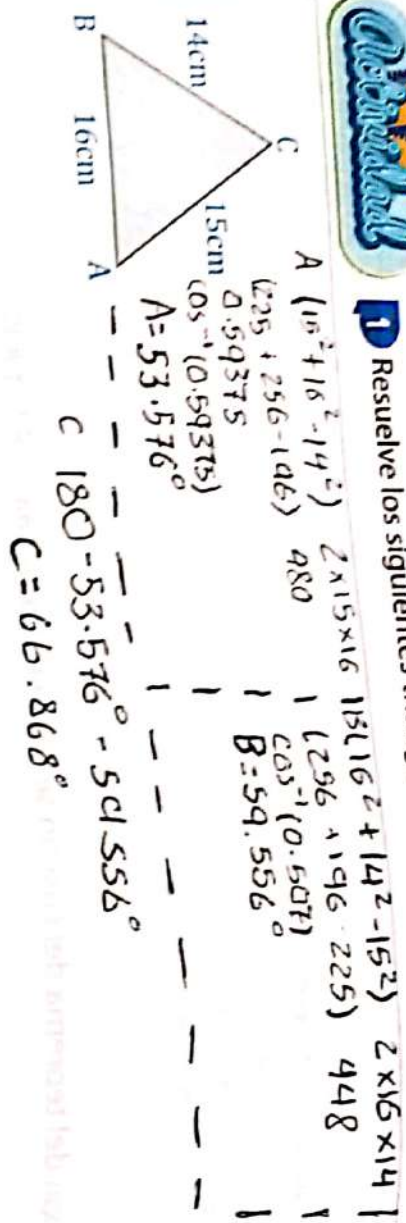 Actividad
1 Resuelve los siguientes
C
14cm
15cm
B
16cm
A
A (15²+16²-14²) 2x15x16
(225 + 256 - 196) 480
0.59375
cos⁻¹(0.59375)
A= 53.576°
B(16² + 14² - 15²) 2x16x14
(256 + 196 - 225) 448
cos⁻¹(0.507)
B= 59.556°
C 180 - 53.576° - 59.556°
C = 66.868°